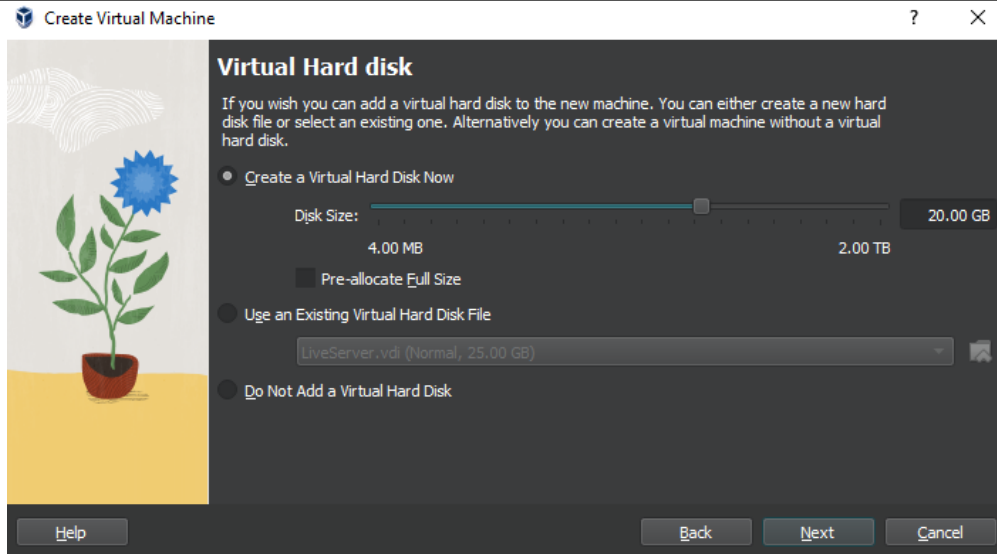 Create Virtual Machine
?
Virtual Hard disk
If you wish you can add a virtual hard disk to the new machine. You can either create a new hard
disk file or select an existing one. Alternatively you can create a virtual machine without a virtual
hard disk.
Create a Virtual Hard Disk Now
Disk Size:
20.00 GB
4.00 MB
2.00 TB
Pre-allocate Full Size
Use an Existing Virtual Hard Disk File
LiveServer.vdi (Normal, 25.00 GB)
Do Not Add a Virtual Hard Disk
Help
Back
Next
Cancel